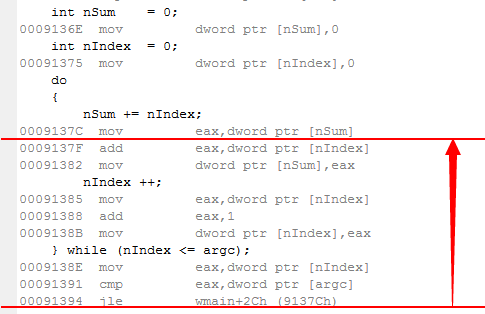 int nSum = 0;
0009136E mov dword ptr [nSum],0
int nIndex = 0;
00091375 mov dword ptr [nIndex],0
do
{
nSum += nIndex;
0009137C mov eax,dword ptr [nSum]
0009137F add eax,dword ptr [nIndex]
00091382 mov dword ptr [nSum],eax
nIndex ++;
00091385 mov eax,dword ptr [nIndex]
00091388 add eax,1
0009138B mov dword ptr [nIndex],eax
} while (nIndex <= argc);
0009138E mov eax,dword ptr [nIndex]
00091391 cmp eax,dword ptr [argc]
00091394 jle wmain+2Ch (9137Ch)